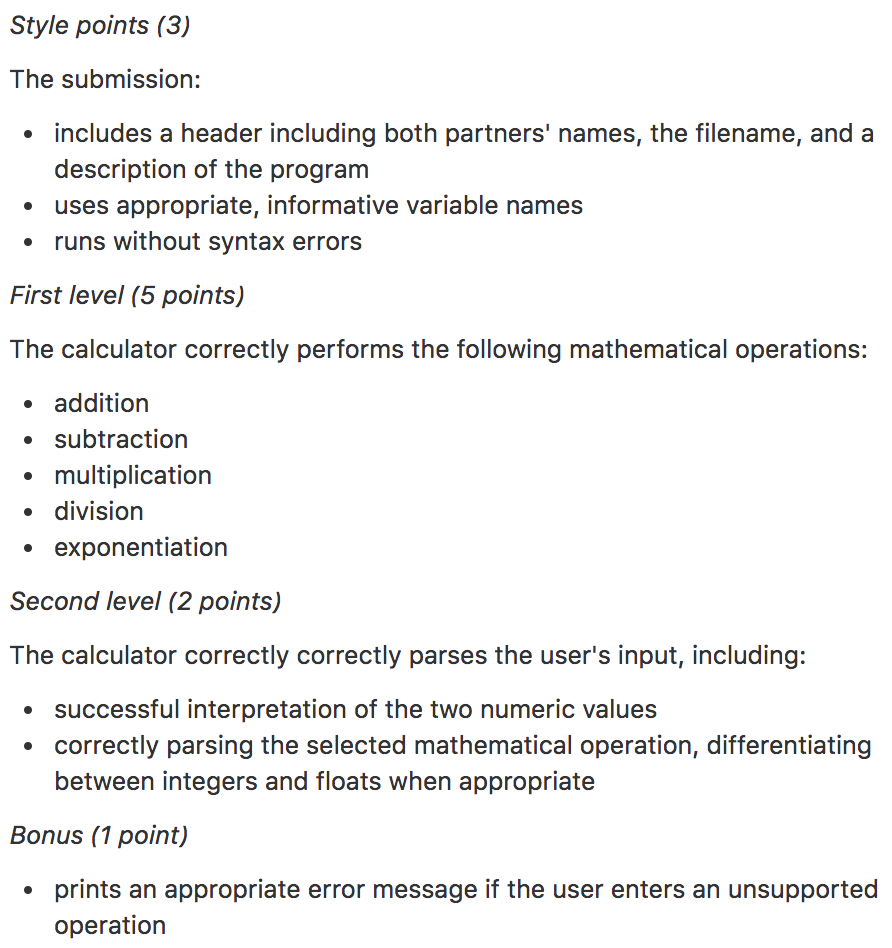 Style points (3)
The submission:
• includes a header including both partners' names, the filename, and a
description of the program
• uses appropriate, informative variable names
• runs without syntax errors
First level (5 points)
The calculator correctly performs the following mathematical operations:
• addition
• subtraction
• multiplication
• division
• exponentiation
Second level (2 points)
The calculator correctly correctly parses the user's input, including:
• successful interpretation of the two numeric values
• correctly parsing the selected mathematical operation, differentiating
between integers and floats when appropriate
Bonus (1 point)
• prints an appropriate error message if the user enters an unsupported
operation